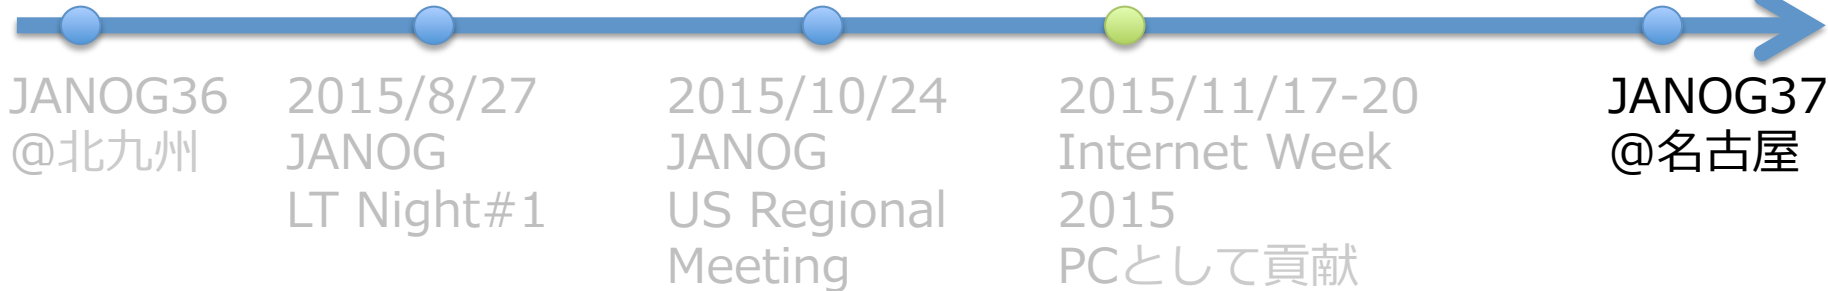 JANOG36
@北九州
2015/8/27
JANOG
LT Night#1
2015/10/24
JANOG
US Regional
Meeting
2015/11/17-20
Internet Week
2015
PCとして貢献
JANOG37
@名古屋